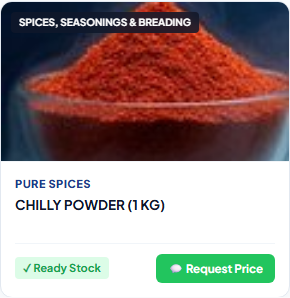 SPICES, SEASONINGS & BREADING
PURE SPICES
CHILLY POWDER (1 KG)
✓ Ready Stock
Request Price